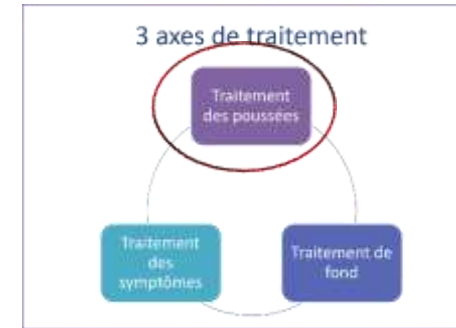 3 axes de traitement
Traitement
des poussées
Traitement
des
symptômes
Traitement de
fond